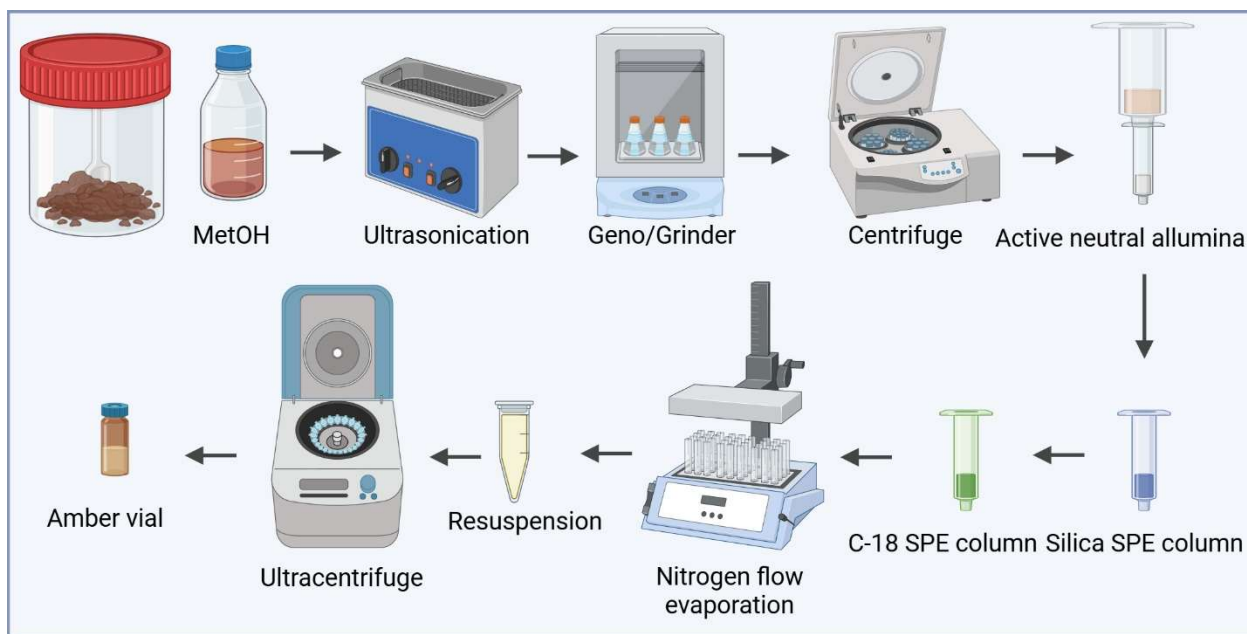 MetOH
Ultrasonication
Geno/Grinder
Centrifuge
Active neutral allumina
Silica SPE column
C-18 SPE column
Nitrogen flow
evaporation
Resuspension
Ultracentrifuge
Amber vial